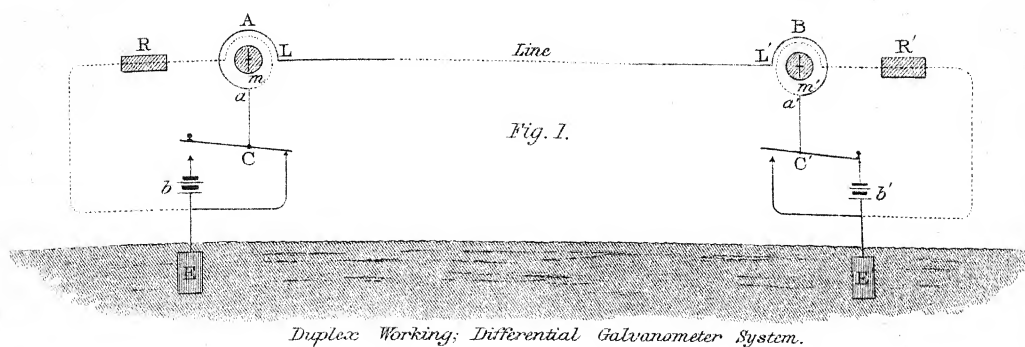 A
B
R
L
Line
L'
R'
m
m'
a
a'
Fig. 1.
C
C'
b
b'
E
E
Duplex Working; Differential Galvanometer System.